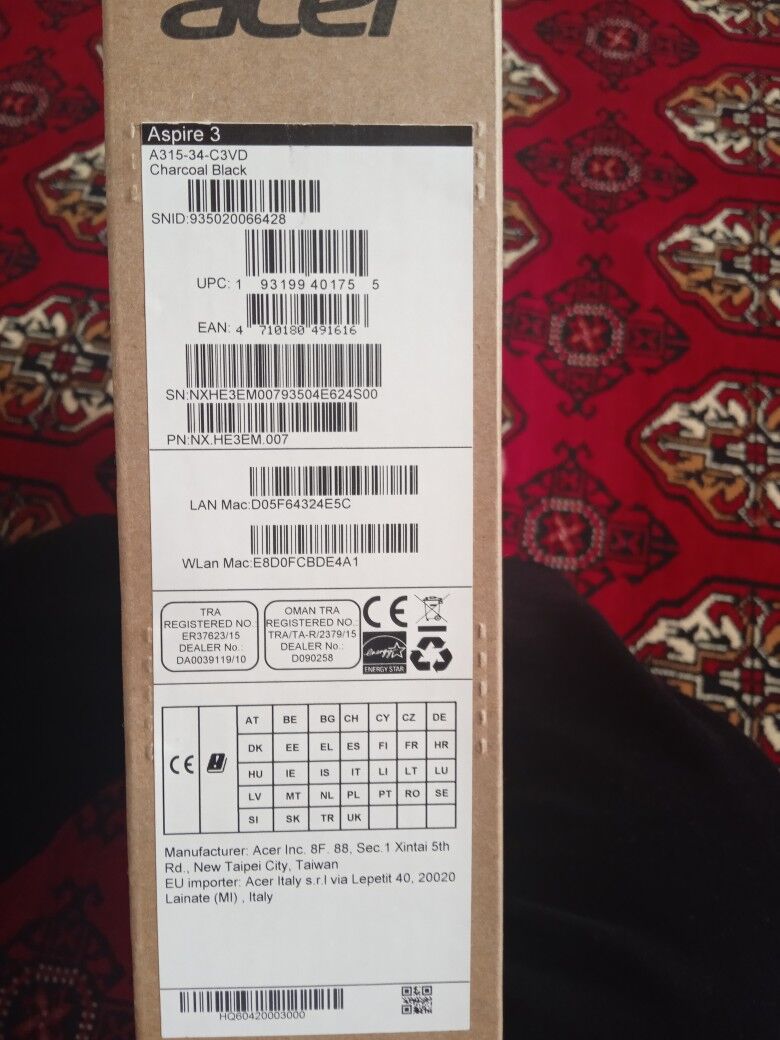 acer
Aspire 3
A315-34-C3VD
Charcoal Black
SNID:935020066428
UPC: 1 93199 40175 5
EAN: 4 710180 491616
SN:NXHE3EM00793504E624S00
PN:NX.HE3EM.007
LAN Mac:D05F64324E5C
WLan Mac:E8D0FCBDE4A1
TRA
REGISTERED NO.:
ER37623/15
DEALER No.:
DA0039119/10
OMAN TRA
REGISTERED NO.:
TRA/TA-R/2379/15
DEALER No.:
D090258
CE
energy
ENERGY STAR
CE
AT BE BG CH CY CZ DE
DK EE EL ES FI FR HR
HU IE IS IT LI LT LU
LV MT NL PL PT RO SE
SI SK TR UK
Manufacturer: Acer Inc. 8F. 88, Sec.1 Xintai 5th
Rd., New Taipei City, Taiwan
EU importer: Acer Italy s.r.l via Lepetit 40, 20020
Lainate (MI) , Italy
HQ60420003000